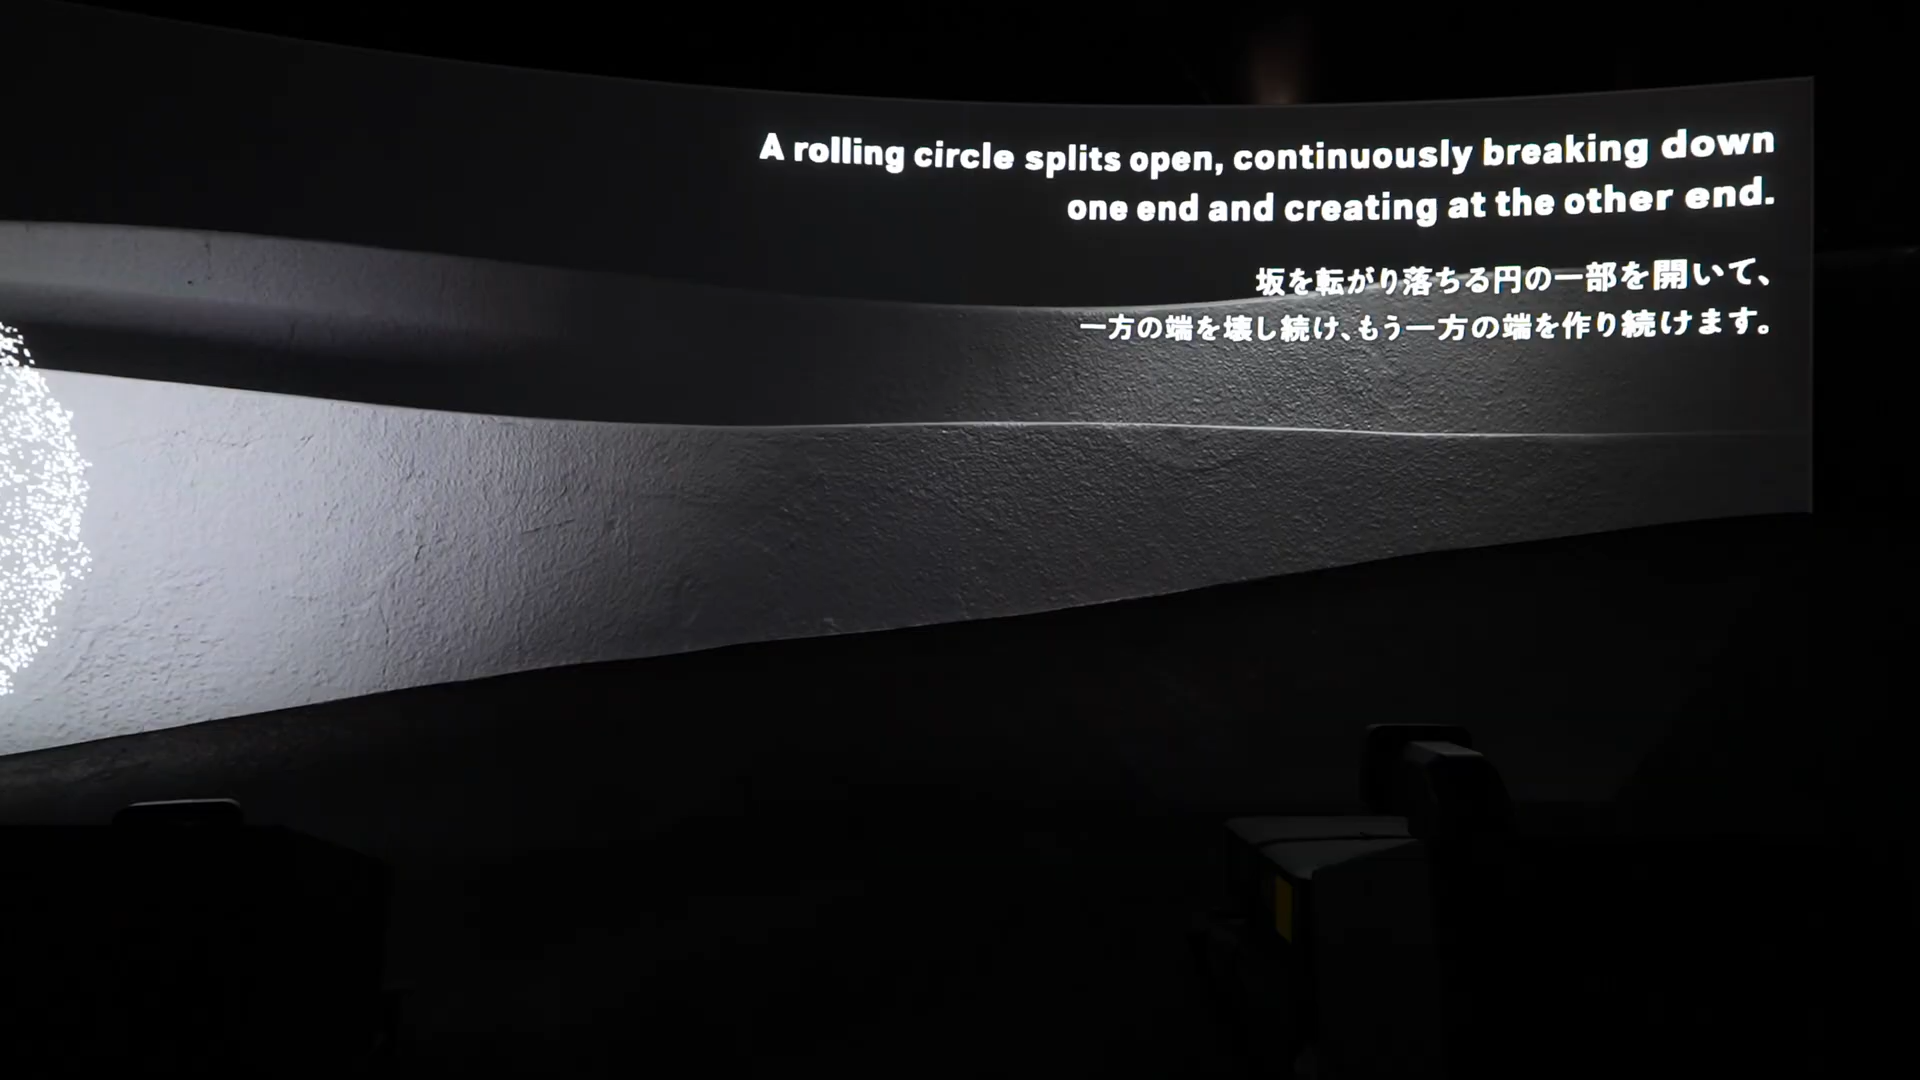 A rolling circle splits open, continuously breaking down
one end and creating at the other end.
坂を転がり落ちる円の一部を開いて、
一方の端を壊し続け、もう一方の端を作り続けます。